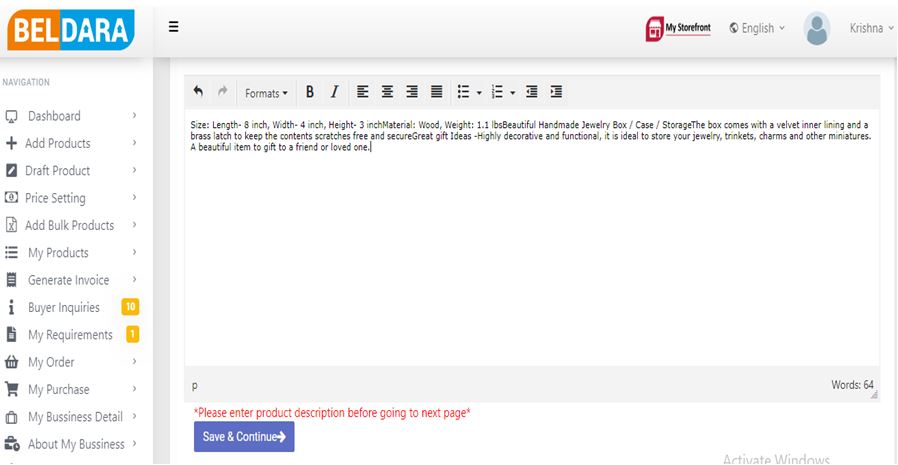 BELDARA
My Storefront
English
Krishna
NAVIGATION
Dashboard
Add Products
Draft Product
Price Setting
Add Bulk Products
My Products
Generate Invoice
Buyer Inquiries 10
My Requirements 1
My Order
My Purchase
My Bussiness Detail
About My Bussiness
Formats B I
Size: Length- 8 inch, Width- 4 inch, Height- 3 inchMaterial: Wood, Weight: 1.1 lbsBeautiful Handmade Jewelry Box / Case / StorageThe box comes with a velvet inner lining and a
brass latch to keep the contents scratches free and secureGreat gift Ideas -Highly decorative and functional, it is ideal to store your jewelry, trinkets, charms and other miniatures.
A beautiful item to gift to a friend or loved one.
p
Words: 64
*Please enter product description before going to next page*
Save & Continue
Activate Windows